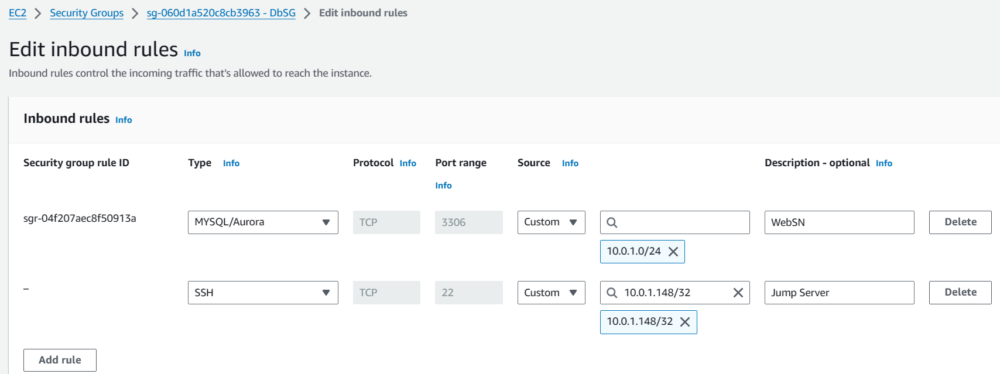 EC2 > Security Groups > sg-060d1a520c8cb3963 - DbSG > Edit inbound rules
Edit inbound rules Info
Inbound rules control the incoming traffic that's allowed to reach the instance.
Inbound rules Info
Security group rule ID Type Info Protocol Info Port range Source Info Description - optional Info
Info
sgr-04f207aec8f50913a MYSQL/Aurora TCP 3306 Custom WebSN Delete
10.0.1.0/24
– SSH TCP 22 Custom 10.0.1.148/32 Jump Server Delete
10.0.1.148/32
Add rule